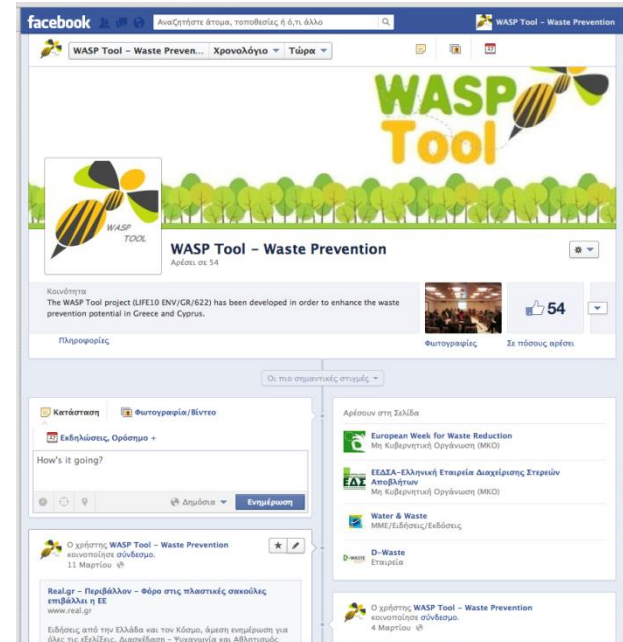 facebook
Αναζητήστε άτομα, τοποθεσίες ή ό,τι άλλο
WASP Tool – Waste Prevention
WASP Tool – Waste Preven...
Χρονολόγιο
Τώρα
WASP
Tool
WASP
TOOL
WASP Tool – Waste Prevention
Αρέσει σε 54
Κοινότητα
The WASP Tool project (LIFE10 ENV/GR/622) has been developed in order to enhance the waste
prevention potential in Greece and Cyprus.
Πληροφορίες
Φωτογραφίες
54
Σε πόσους αρέσει
Οι πιο σημαντικές στιγμές
Κατάσταση
Φωτογραφία/Βίντεο
Εκδηλώσεις, Ορόσημο +
How's it going?
Δημόσια
Ενημέρωση
Ο χρήστης WASP Tool – Waste Prevention
κοινοποίησε σύνδεσμο.
11 Μαρτίου
Real.gr – Περιβάλλον – Φόρο στις πλαστικές σακούλες
επιβάλλει η ΕΕ
www.real.gr
Ειδήσεις από την Ελλάδα και τον Κόσμο, άμεση ενημέρωση για
όλες τις εξελίξεις. Διασκέδαση – Ψυχαγωγία και Αθλητισμός
Αρέσουν στη Σελίδα
European Week for Waste Reduction
Μη Κυβερνητική Οργάνωση (ΜΚΟ)
ΕΕΔΣΑ–Ελληνική Εταιρεία Διαχείρισης Στερεών
Αποβλήτων
Μη Κυβερνητική Οργάνωση (ΜΚΟ)
Water & Waste
ΜΜΕ/Ειδήσεις/Εκδόσεις
D-Waste
Εταιρεία
Ο χρήστης WASP Tool – Waste Prevention
κοινοποίησε σύνδεσμο.
4 Μαρτίου